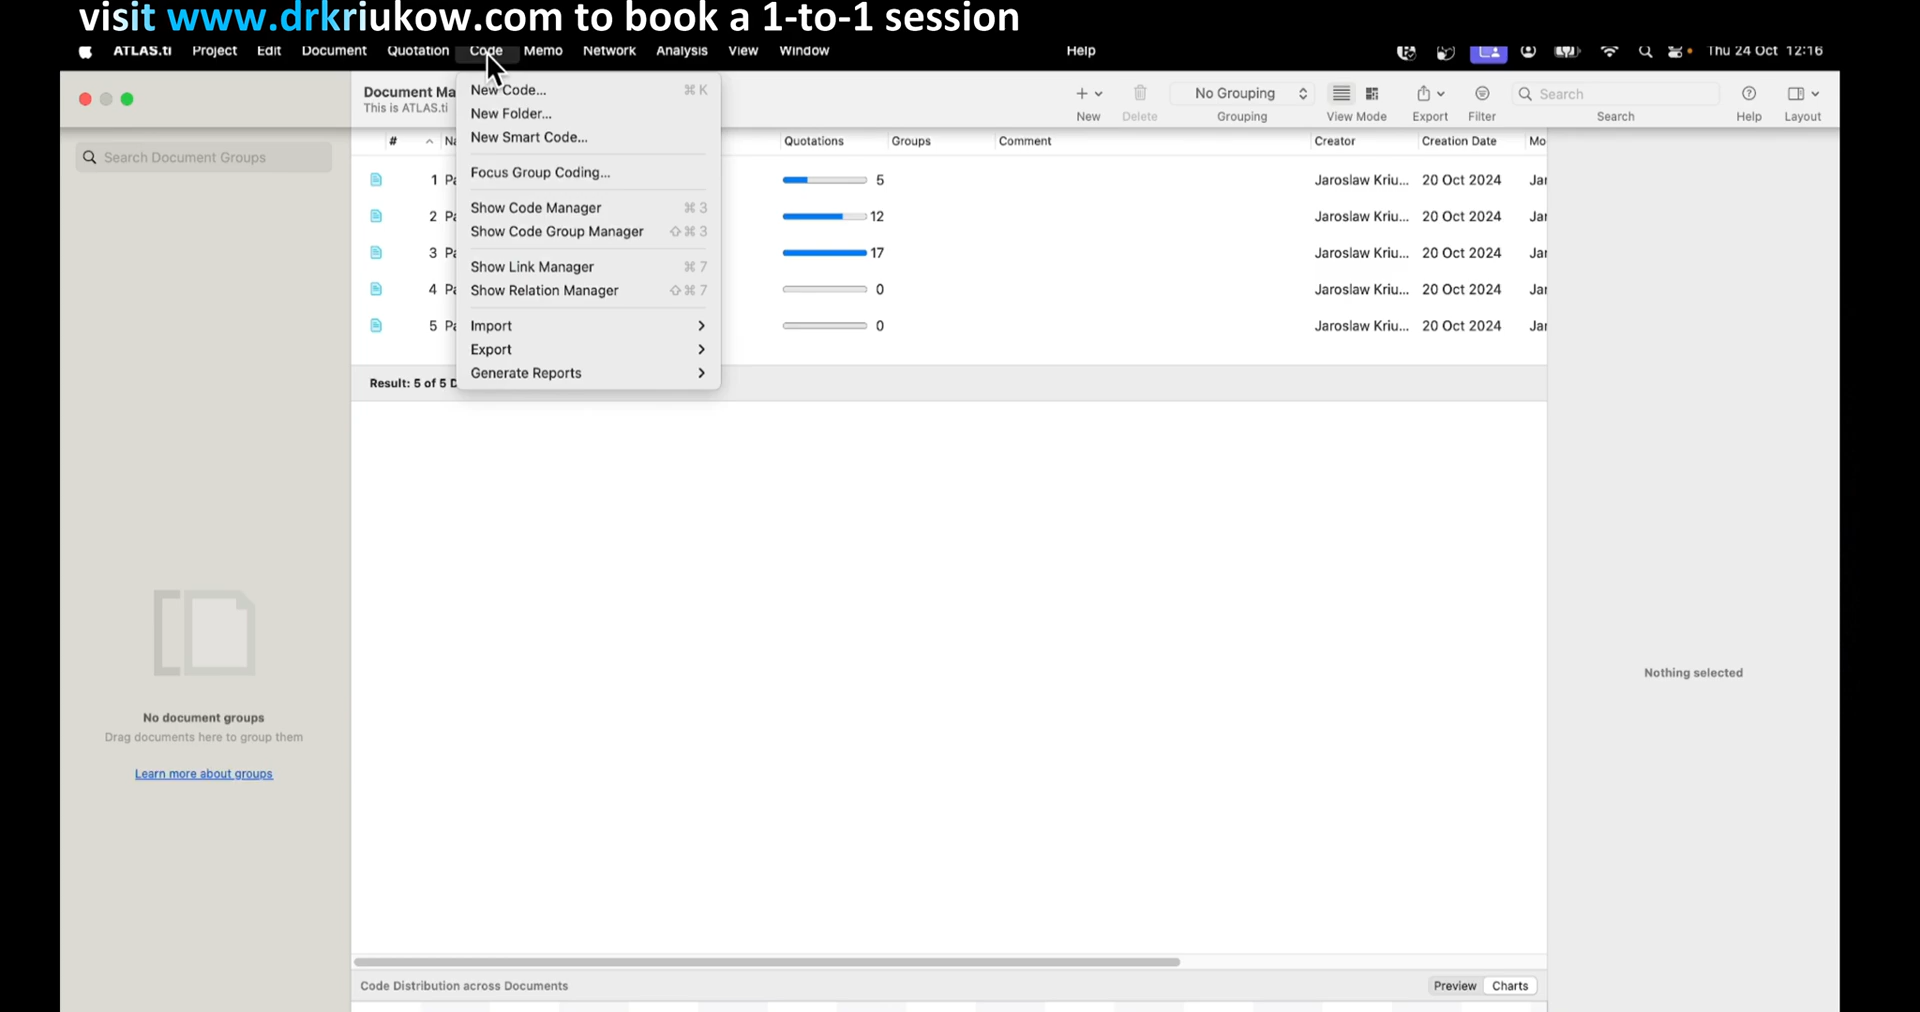 visit www.drkriukow.com to book a 1-to-1 session
ATLAS.ti Project Edit Document Quotation Code Memo Network Analysis View Window Help Thu 24 Oct 12:16
Document Ma
This is ATLAS.ti
New Code... ⌘ K
New Folder...
New Smart Code...
Focus Group Coding...
Show Code Manager ⌘ 3
Show Code Group Manager ⇧ ⌘ 3
Show Link Manager ⌘ 7
Show Relation Manager ⇧ ⌘ 7
Import
Export
Generate Reports
No Grouping
Search
New Delete Grouping View Mode Export Filter Search Help Layout
Search Document Groups
# Na Quotations Groups Comment Creator Creation Date Mo
1 Pa 5 Jaroslaw Kriu... 20 Oct 2024 Jar
2 Pa 12 Jaroslaw Kriu... 20 Oct 2024 Jar
3 Pa 17 Jaroslaw Kriu... 20 Oct 2024 Jar
4 Pa 0 Jaroslaw Kriu... 20 Oct 2024 Jar
5 Pa 0 Jaroslaw Kriu... 20 Oct 2024 Jar
Result: 5 of 5 D
No document groups
Drag documents here to group them
Learn more about groups
Nothing selected
Code Distribution across Documents
Preview Charts